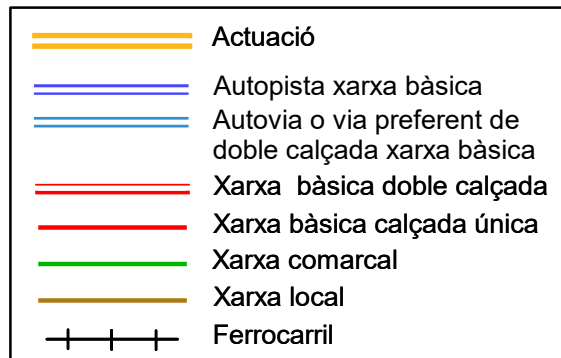 Actuació
Autopista xarxa bàsica
Autovia o via preferent de
doble calçada xarxa bàsica
Xarxa bàsica doble calçada
Xarxa bàsica calçada única
Xarxa comarcal
Xarxa local
Ferrocarril